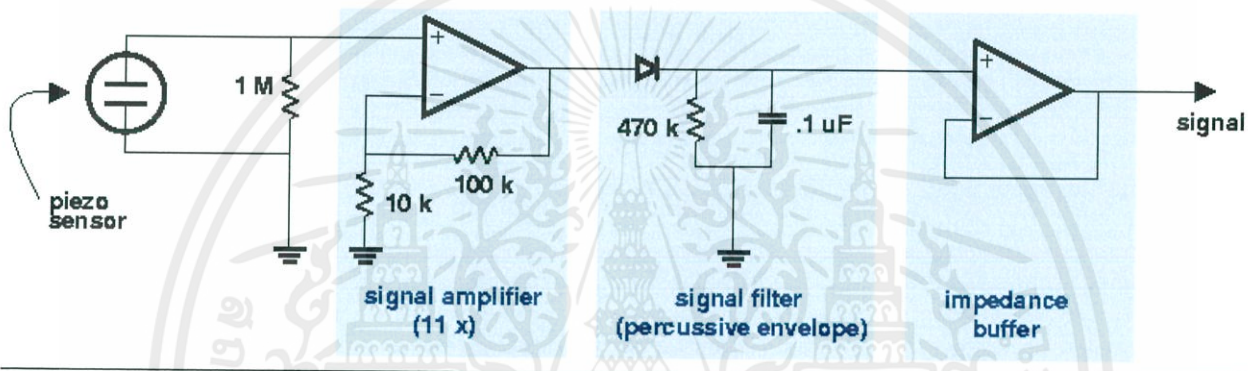 1 M
+
−
470 k
.1 uF
+
−
signal
100 k
10 k
piezo
sensor
signal amplifier
(11 x)
signal filter
(percussive envelope)
impedance
buffer